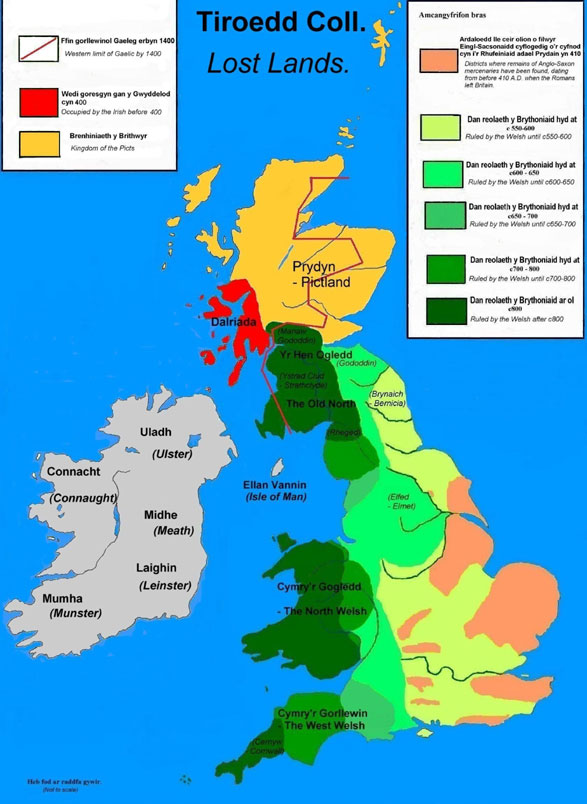 Tiroedd Coll.
Lost Lands.
Ffin gorllewinol Gaeleg erbyn 1400
Western limit of Gaelic by 1400
Wedi goresgyn gan y Gwyddelod
cyn 400
Occupied by the Irish before 400
Brenhiniaeth y Brithwyr
Kingdom of the Picts
Amcangyfrifon bras
Ardaloedd lle ceir olion o filwyr
Eingl-Sacsonaidd cyflogedig o'r cyfnod
cyn i'r Rhufeiniaid adael Prydain yn 410
Districts where remains of Anglo-Saxon
mercenaries have been found, dating
from before 410 A.D. when the Romans
left Britain.
Dan reolaeth y Brythoniaid hyd at
c 550-600
Ruled by the Welsh until c550-600
Dan reolaeth y Brythoniaid hyd at
c600 - 650
Ruled by the Welsh until c600-650
Dan reolaeth y Brythoniaid hyd at
c650 - 700
Ruled by the Welsh until c650-700
Dan reolaeth y Brythoniaid hyd at
c700 - 800
Ruled by the Welsh until c700-800
Dan reolaeth y Brythoniaid ar ol
c800
Ruled by the Welsh after c800
Prydyn
- Pictland
Dalriada
(Manaw
Gododdin)
Yr Hen Ogledd
(Gododdin)
(Ystrad Clud
- Strathclyde)
The Old North
(Brynaich
- Bernicia)
(Rheged)
Uladh
(Ulster)
Connacht
(Connaught)
Ellan Vannin
(Isle of Man)
(Elfed
- Elmet)
Midhe
(Meath)
Laighin
(Leinster)
Mumha
(Munster)
Cymry'r Gogledd
- The North Welsh
Cymry'r Gorllewin
- The West Welsh
(Cernyw
Cornwall)
Heb fod ar raddfa gywir.
(Not to scale)